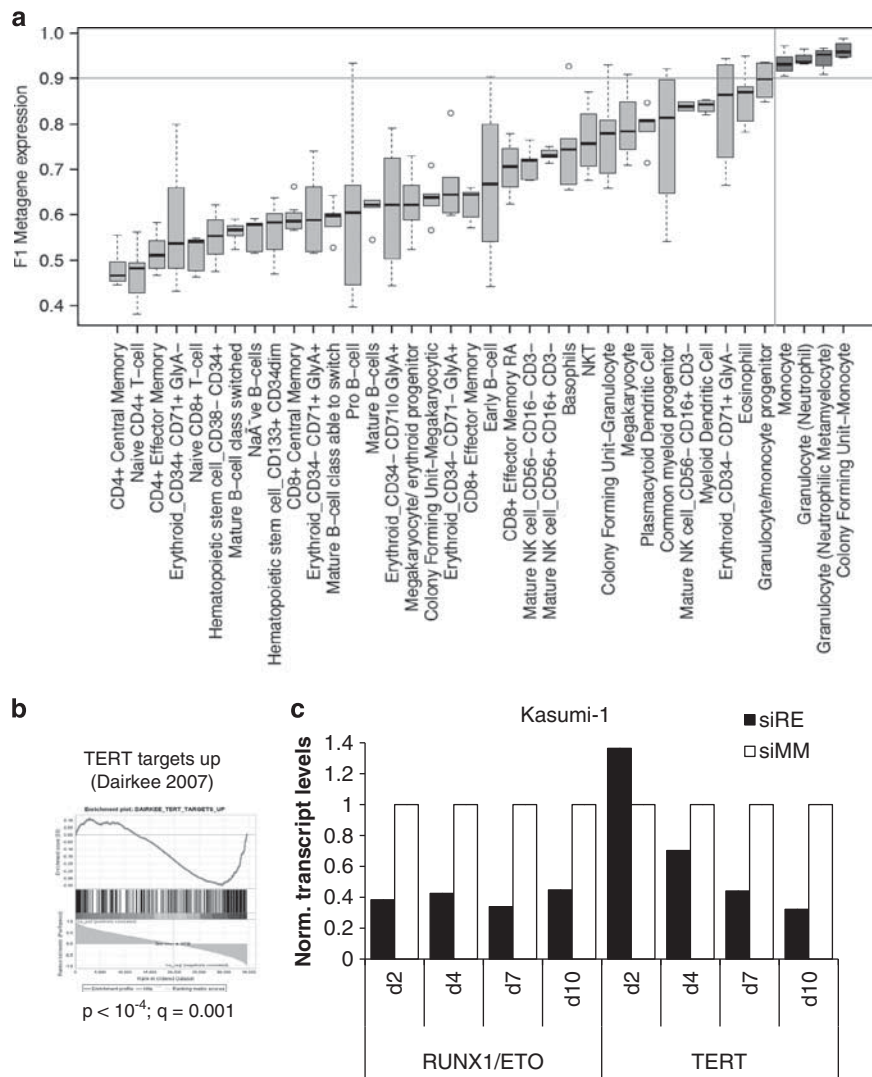 a
F1 Metagene expression
1.0
0.9
0.8
0.7
0.6
0.5
0.4
CD4+ Central Memory
Naive CD4+ T-cell
CD4+ Effector Memory
Erythroid_CD34+ CD71+ GlyA−
Naive CD8+ T-cell
Hematopoietic stem cell_CD38− CD34+
Mature B-cell class switched
NaÃ¯ve B-cells
Hematopoietic stem cell_CD133+ CD34dim
CD8+ Central Memory
Erythroid_CD34− CD71+ GlyA+
Mature B-cell class able to switch
Pro B-cell
Mature B-cells
Erythroid_CD34− CD71lo GlyA+
Megakaryocyte/ erythroid progenitor
Colony Forming Unit−Megakaryocytic
Erythroid_CD34− CD71− GlyA+
CD8+ Effector Memory
Early B-cell
CD8+ Effector Memory RA
Mature NK cell_CD56− CD16− CD3−
Mature NK cell_CD56+ CD16+ CD3−
Basophils
NKT
Colony Forming Unit−Granulocyte
Megakaryocyte
Plasmacytoid Dendritic Cell
Common myeloid progenitor
Mature NK cell_CD56− CD16+ CD3−
Myeloid Dendritic Cell
Erythroid_CD34− CD71+ GlyA−
Eosinophill
Granulocyte/monocyte progenitor
Monocyte
Granulocyte (Neutrophil)
Granulocyte (Neutrophilic Metamyelocyte)
Colony Forming Unit−Monocyte
b
TERT targets up
(Dairkee 2007)
Enrichment plot: DAIRKEE_TERT_TARGETS_UP
Enrichment profile
Hits
Ranking metric scores
p < 10⁻⁴; q = 0.001
c
Kasumi-1
siRE
siMM
Norm. transcript levels
1.4
1.2
1
0.8
0.6
0.4
0.2
0
d2 d4 d7 d10 d2 d4 d7 d10
RUNX1/ETO TERT